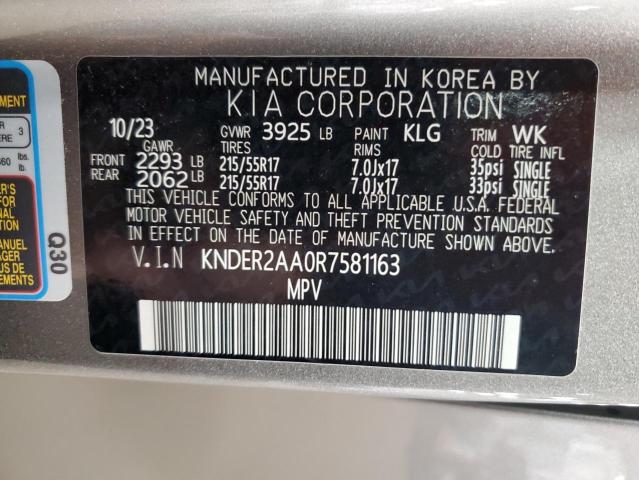 MANUFACTURED IN KOREA BY
KIA CORPORATION
10/23 GVWR 3925 LB PAINT KLG TRIM WK
GAWR TIRES RIMS COLD TIRE INFL
FRONT 2293 LB 215/55R17 7.0Jx17 35psi SINGLE
REAR 2062 LB 215/55R17 7.0Jx17 33psi SINGLE
THIS VEHICLE CONFORMS TO ALL APPLICABLE U.S.A. FEDERAL
MOTOR VEHICLE SAFETY AND THEFT PREVENTION STANDARDS
IN EFFECT ON THE DATE OF MANUFACTURE SHOWN ABOVE.
V.I.N KNDER2AA0R7581163
MPV
3
lbs.
kg.
Q30